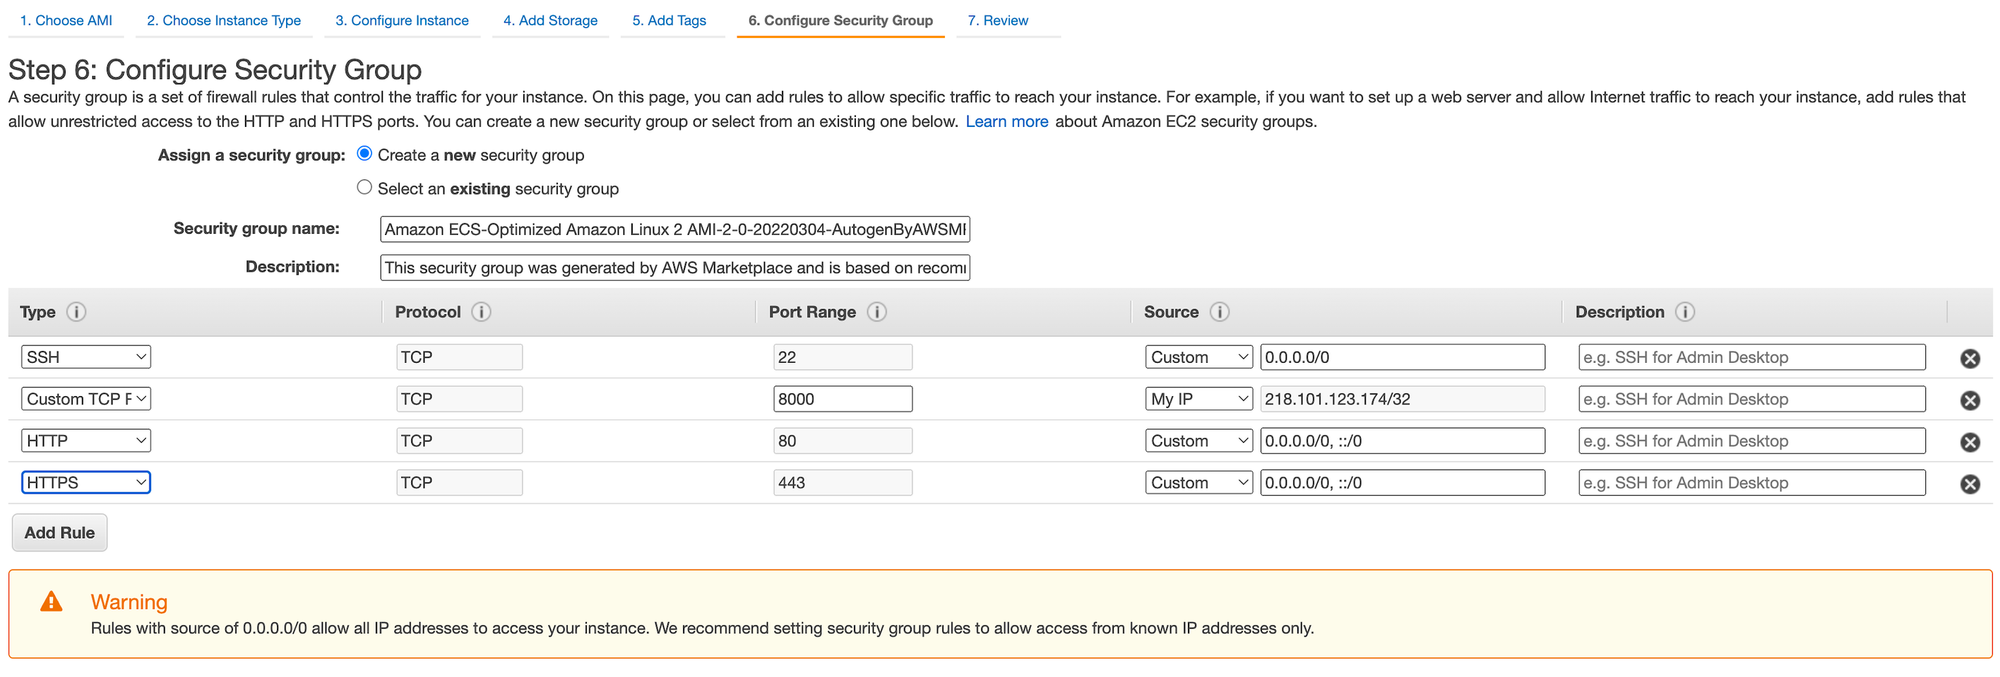 1. Choose AMI 2. Choose Instance Type 3. Configure Instance 4. Add Storage 5. Add Tags 6. Configure Security Group 7. Review
Step 6: Configure Security Group
A security group is a set of firewall rules that control the traffic for your instance. On this page, you can add rules to allow specific traffic to reach your instance. For example, if you want to set up a web server and allow Internet traffic to reach your instance, add rules that
allow unrestricted access to the HTTP and HTTPS ports. You can create a new security group or select from an existing one below. Learn more about Amazon EC2 security groups.
Assign a security group: Create a new security group
Select an existing security group
Security group name: Amazon ECS-Optimized Amazon Linux 2 AMI-2-0-20220304-AutogenByAWSM
Description: This security group was generated by AWS Marketplace and is based on recom
Type Protocol Port Range Source Description
SSH TCP 22 Custom 0.0.0.0/0 e.g. SSH for Admin Desktop
Custom TCP TCP 8000 My IP 218.101.123.174/32 e.g. SSH for Admin Desktop
HTTP TCP 80 Custom 0.0.0.0/0, ::/0 e.g. SSH for Admin Desktop
HTTPS TCP 443 Custom 0.0.0.0/0, ::/0 e.g. SSH for Admin Desktop
Add Rule
Warning
Rules with source of 0.0.0.0/0 allow all IP addresses to access your instance. We recommend setting security group rules to allow access from known IP addresses only.